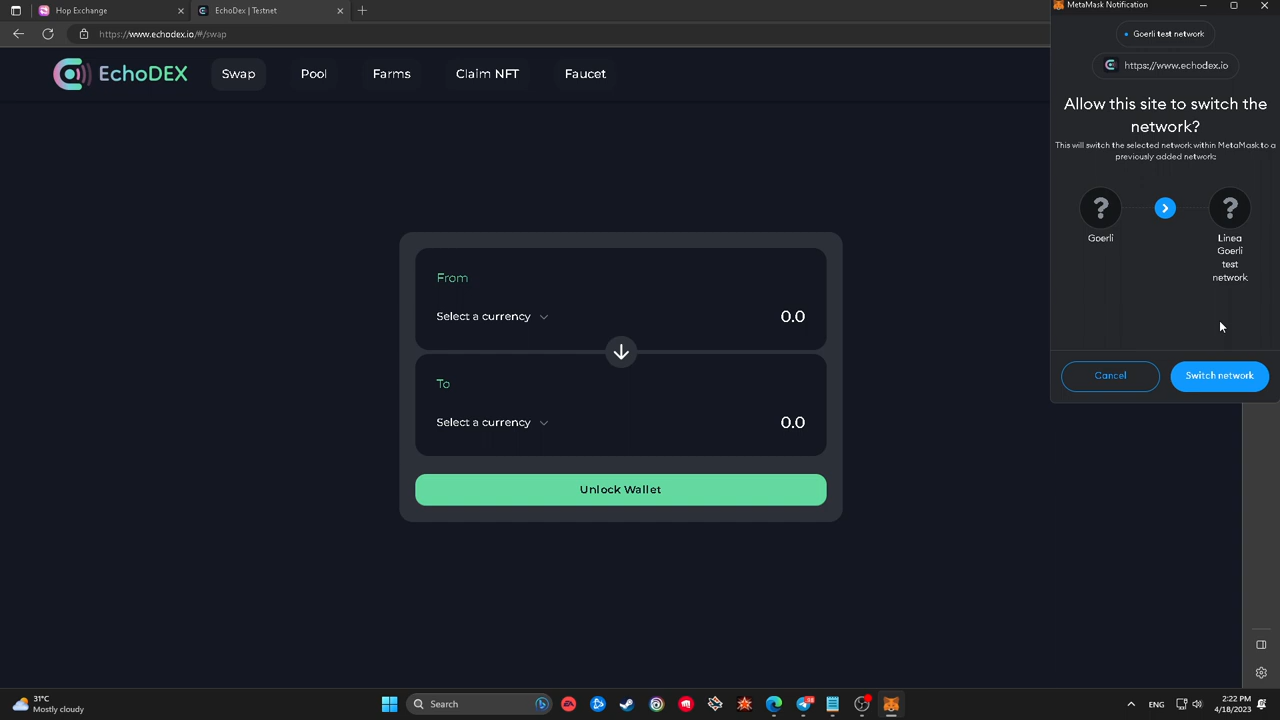 Hop Exchange
EchoDex | Testnet
https://www.echodex.io/#/swap
EchoDEX
Swap
Pool
Farms
Claim NFT
Faucet
From
Select a currency
0.0
To
Select a currency
0.0
Unlock Wallet
MetaMask Notification
Goerli test network
https://www.echodex.io
Allow this site to switch the
network?
This will switch the selected network within MetaMask to a
previously added network:
?
?
Goerli
Linea
Goerli
test
network
Cancel
Switch network
31°C
Mostly cloudy
Search
ENG
2:22 PM
4/18/2023